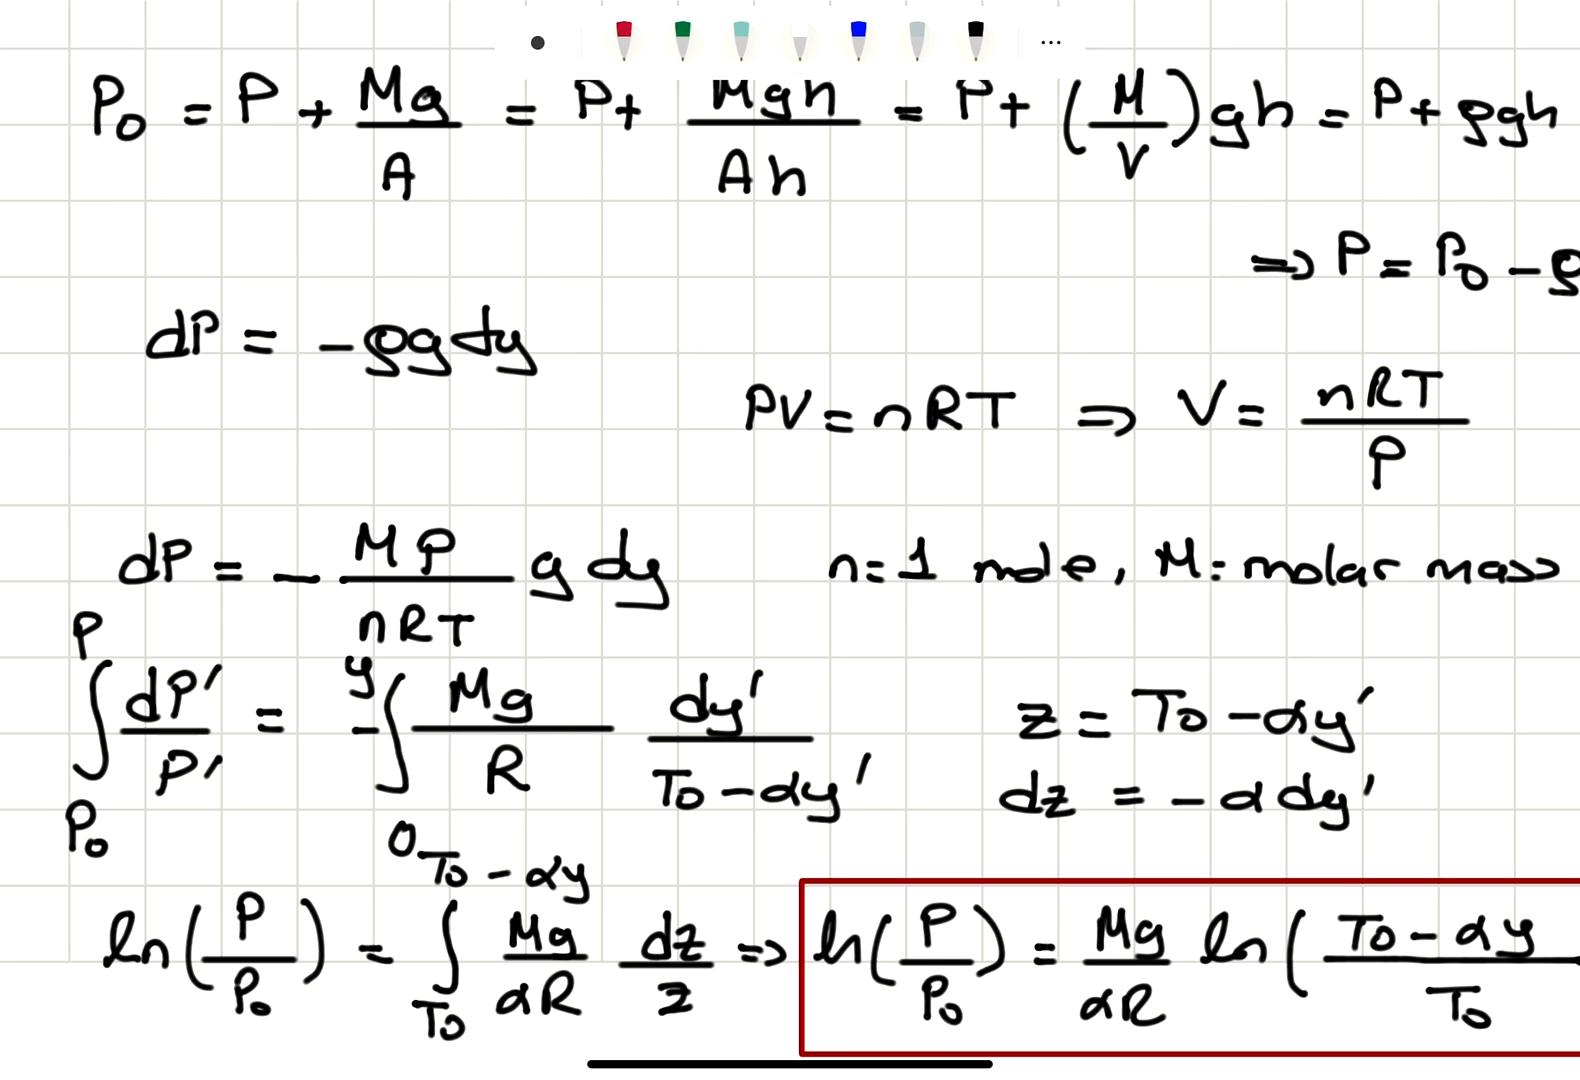 P₀ = P + Mg/A = P + Mgh/Ah = P + (M/V)gh = P + ρgh
⇒ P = P₀ - ρ
dP = -ρg dy
PV = nRT ⇒ V = nRT/P
dP = - MP/nRT g dy n=1 mole, M: molar mass
∫_{P₀}^{P} dP'/P' = -∫_{0}^{y} Mg/R dy'/(T₀ - αy') z = T₀ - αy'
dz = - α dy'
ln(P/P₀) = ∫_{T₀}^{T₀ - αy} Mg/αR dz/z ⇒ ln(P/P₀) = Mg/αR ln((T₀ - αy)/T₀